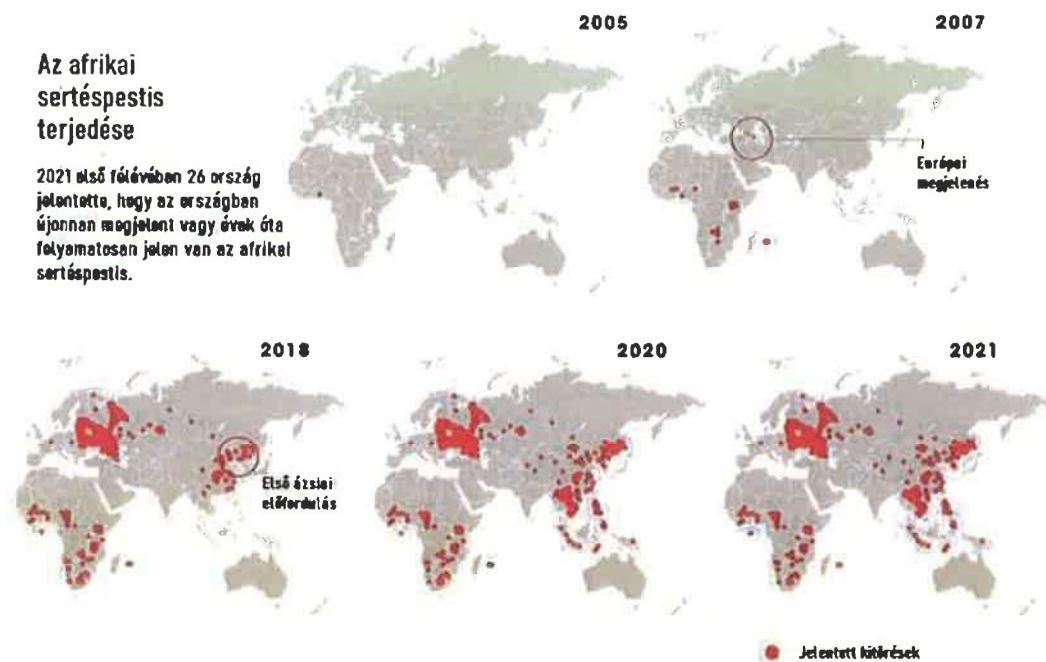 Az afrikai
sertéspestis
terjedése
2021 első félévében 26 ország
jelentette, hogy az országban
újonnan megjelent vagy évek óta
folyamatosan jelen van az afrikai
sertéspestis.
2005
2007
Európai
megjelenés
2018
Első ázsiai
előfordulás
2020
2021
Jelentett kitörések